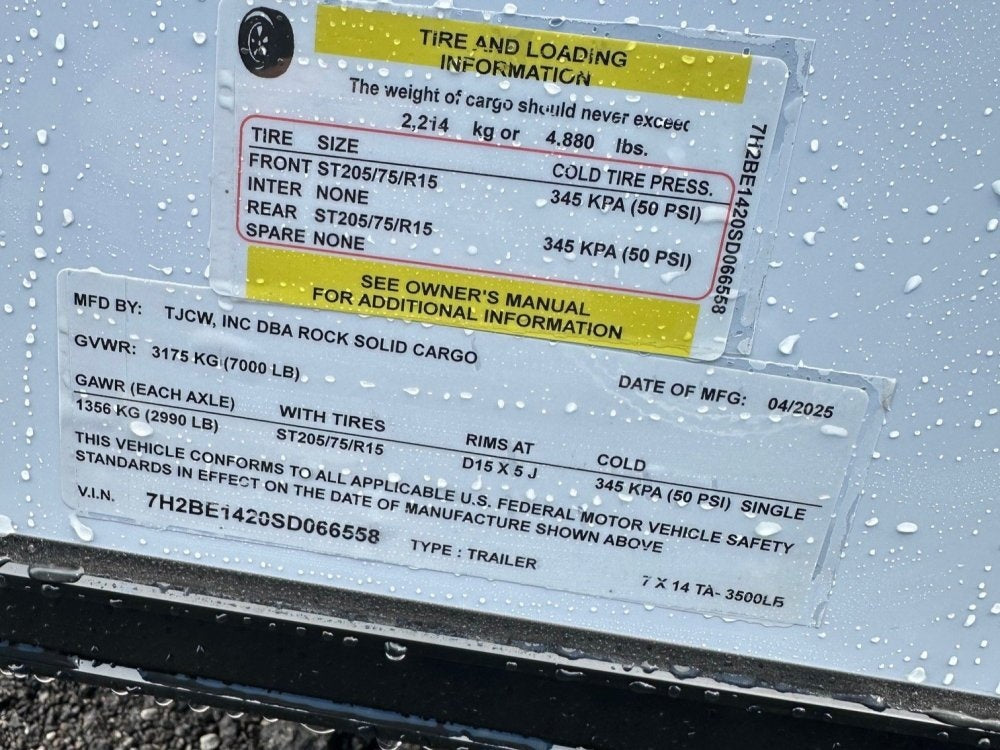 TIRE AND LOADING
INFORMATION
The weight of cargo should never exceed
2,214 kg or 4.880 lbs.
TIRE SIZE COLD TIRE PRESS.
FRONT ST205/75/R15 345 KPA (50 PSI)
INTER NONE
REAR ST205/75/R15 345 KPA (50 PSI)
SPARE NONE
SEE OWNER'S MANUAL
FOR ADDITIONAL INFORMATION
7H2BE1420SD066558
MFD BY: TJCW, INC DBA ROCK SOLID CARGO
GVWR: 3175 KG (7000 LB) DATE OF MFG: 04/2025
GAWR (EACH AXLE) WITH TIRES RIMS AT COLD
1356 KG (2990 LB) ST205/75/R15 D15 X 5 J 345 KPA (50 PSI) SINGLE
THIS VEHICLE CONFORMS TO ALL APPLICABLE U.S. FEDERAL MOTOR VEHICLE SAFETY
STANDARDS IN EFFECT ON THE DATE OF MANUFACTURE SHOWN ABOVE
V.I.N. 7H2BE1420SD066558 TYPE : TRAILER 7 X 14 TA- 3500LB